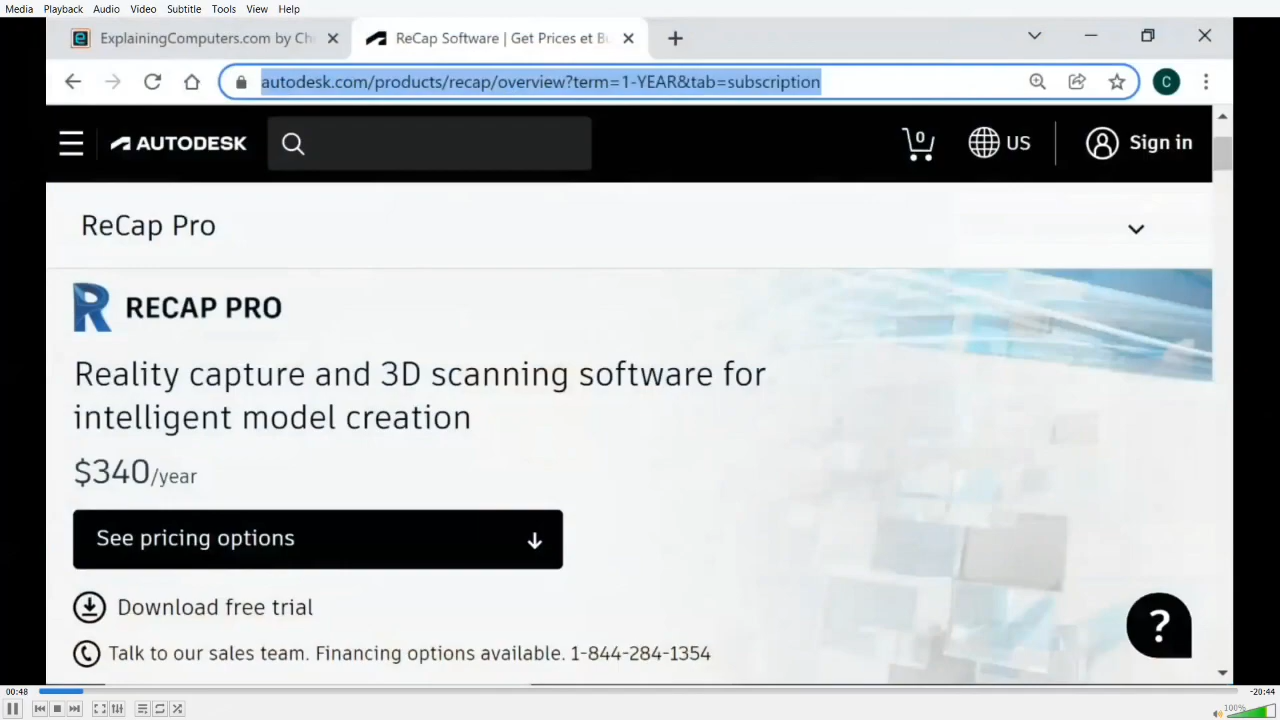 Media Playback Audio Video Subtitle Tools View Help
ExplainingComputers.com by Ch
ReCap Software | Get Prices et Bu
autodesk.com/products/recap/overview?term=1-YEAR&tab=subscription
C
AUTODESK
0
US
Sign in
ReCap Pro
RECAP PRO
Reality capture and 3D scanning software for
intelligent model creation
$340/year
See pricing options
Download free trial
Talk to our sales team. Financing options available. 1-844-284-1354
?
00:48
-20:44
100%